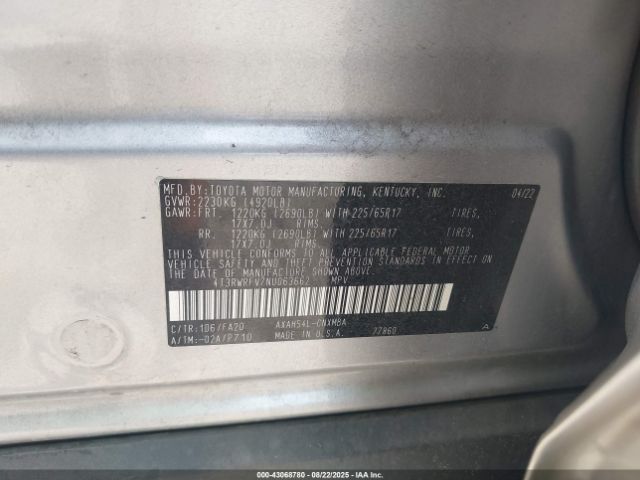 MFD.BY:TOYOTA MOTOR MANUFACTURING, KENTUCKY, INC. 04/22
GVWR:2230KG (4920LB)
GAWR:FRT. 1220KG (2690LB) WITH 225/65R17 TIRES,
17X7.0J RIMS.
RR. 1220KG (2690LB) WITH 225/65R17 TIRES,
17X7.0J RIMS.
THIS VEHICLE CONFORMS TO ALL APPLICABLE FEDERAL MOTOR
VEHICLE SAFETY AND THEFT PREVENTION STANDARDS IN EFFECT
ON THE DATE OF MANUFACTURE SHOWN ABOVE.
4T3RWRFV7NU063662 MPV
C/TR:1D6/FA20 AXAH54L-CNXMBA
A/TM:-02A/P710 MADE IN U.S.A. 77860 A
000-43068780 - 08/22/2025 - IAA Inc.